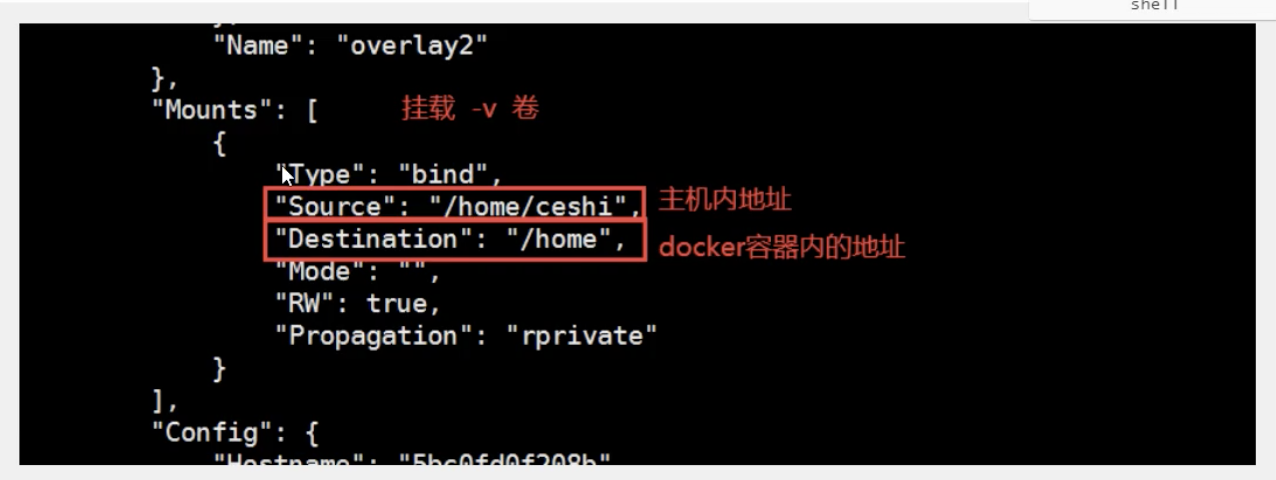 shell
"Name": "overlay2"
},
"Mounts": [ 挂载 -v 卷
{
"Type": "bind",
"Source": "/home/ceshi", 主机内地址
"Destination": "/home", docker容器内的地址
"Mode": "",
"RW": true,
"Propagation": "rprivate"
}
],
"Config": {
"Hostname": "5bc0fd0f208b"